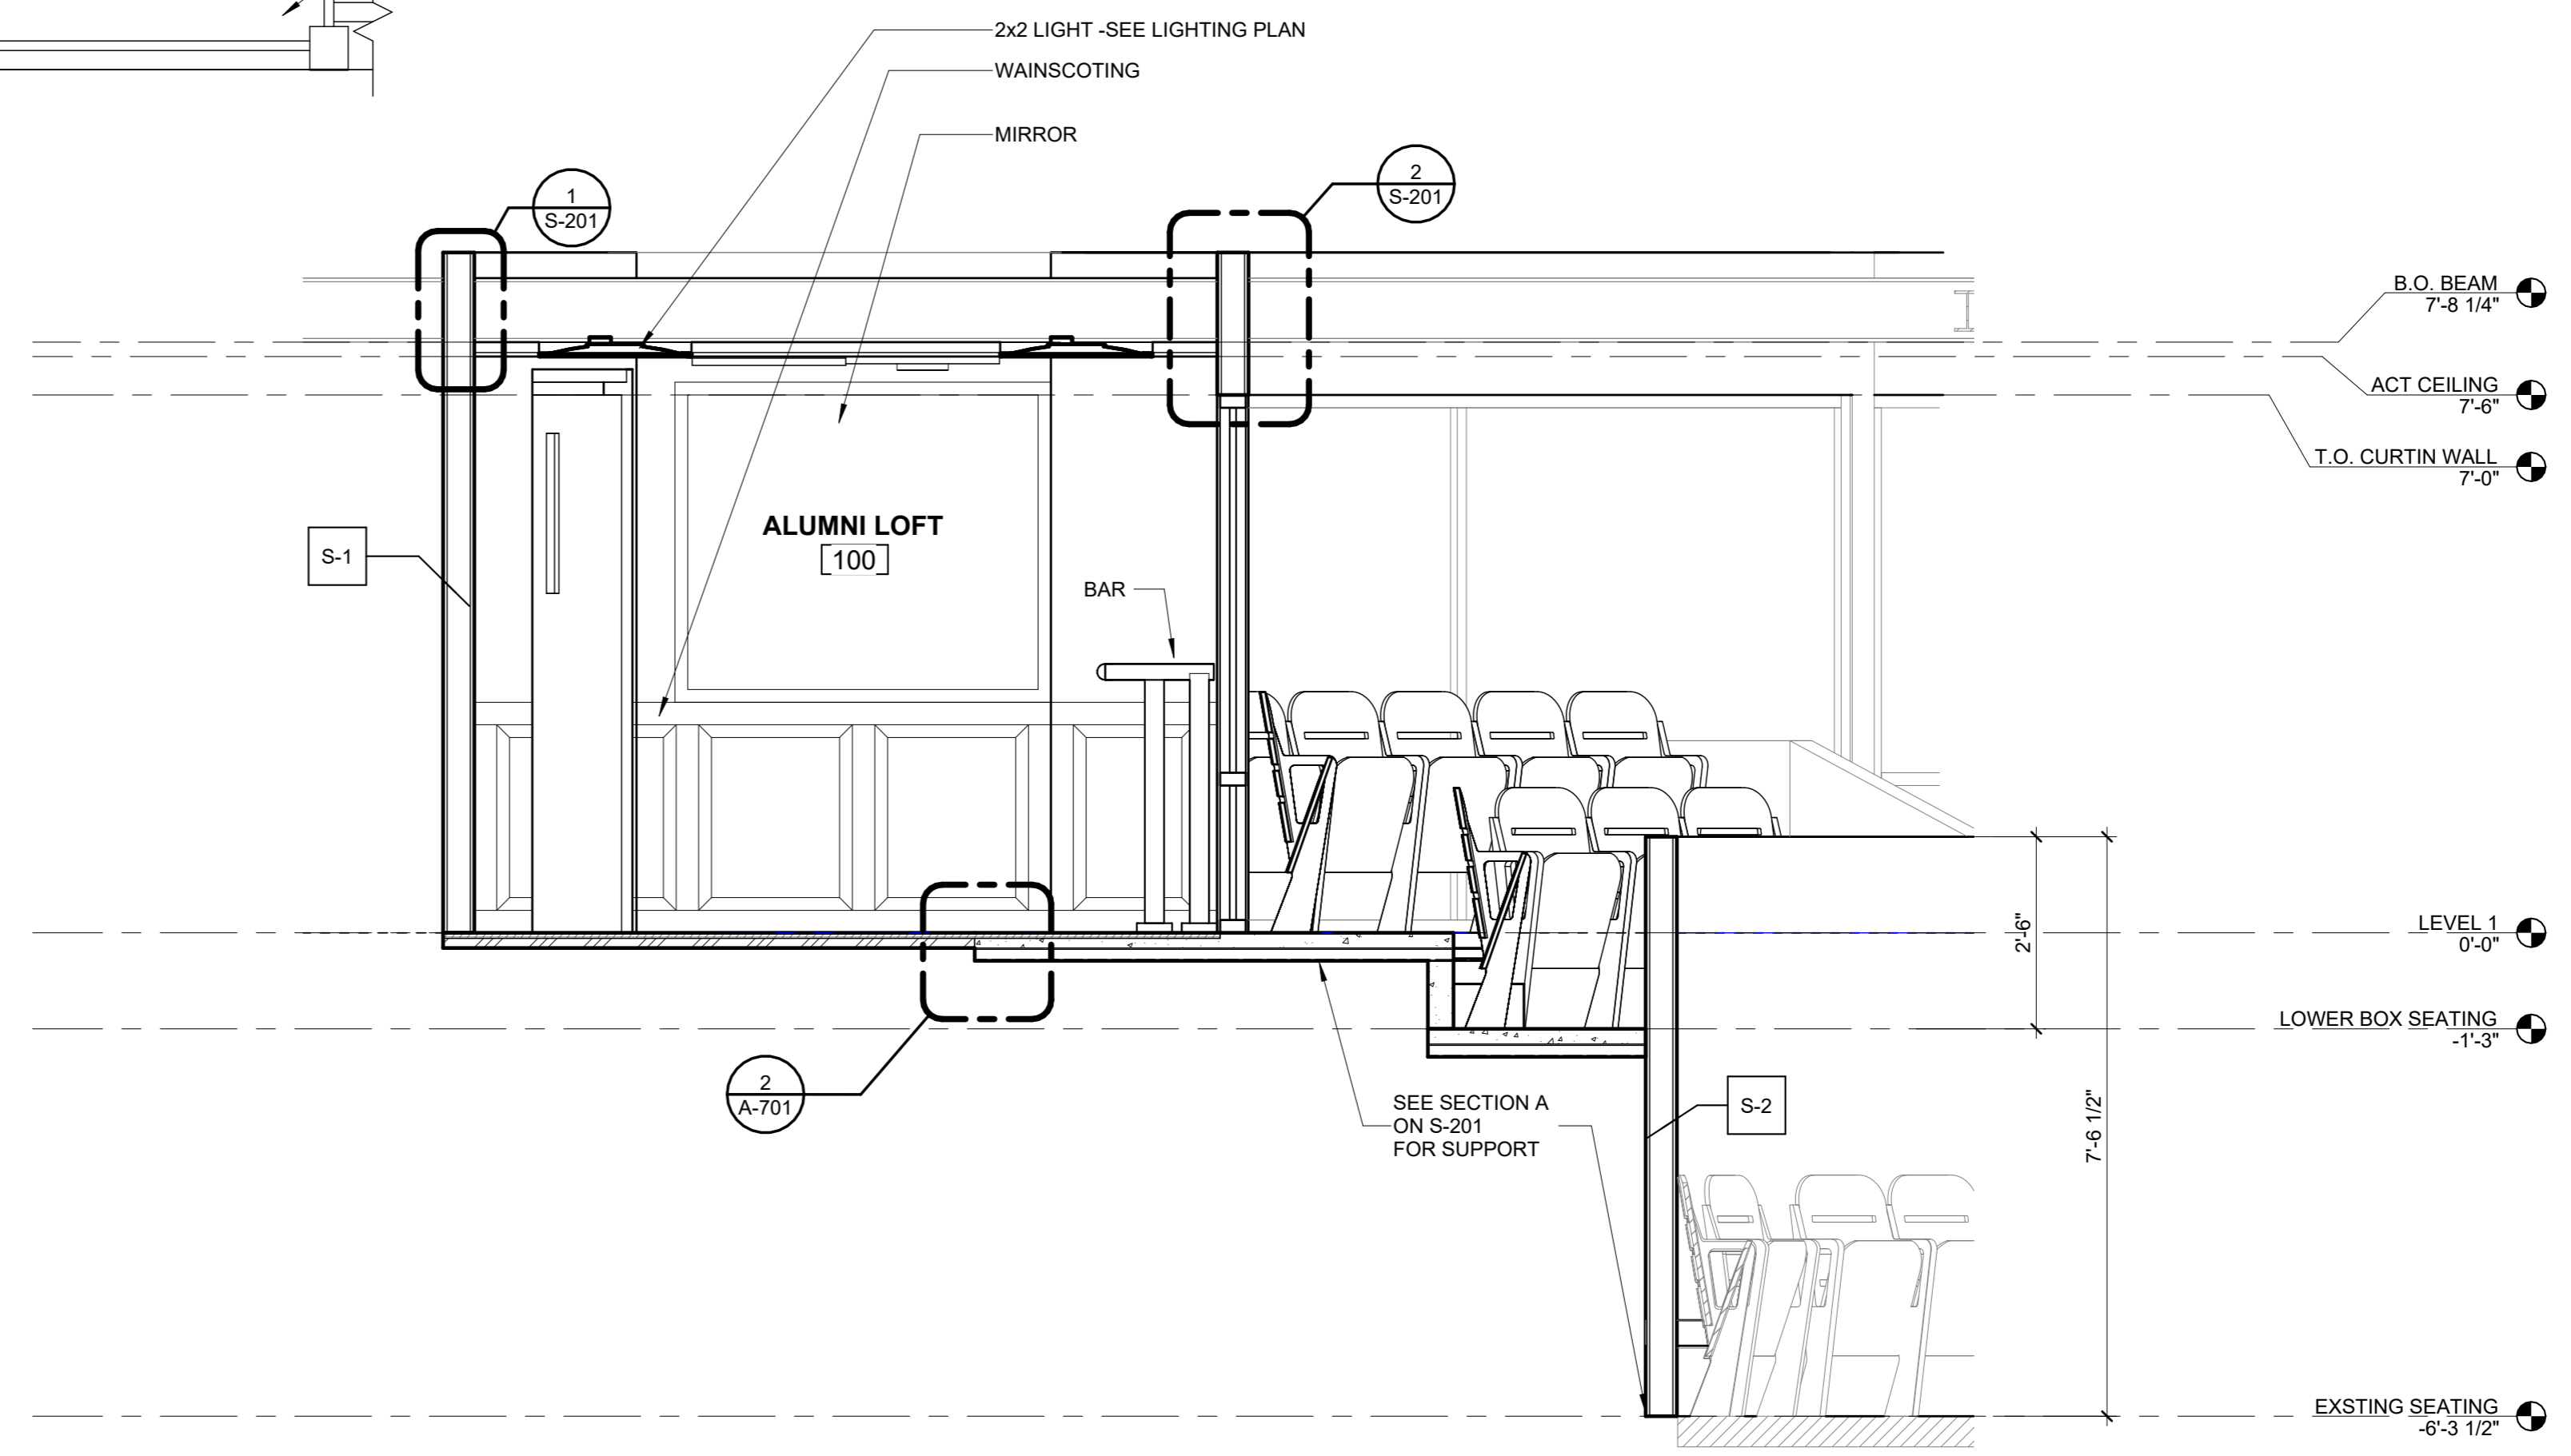 2x2 LIGHT -SEE LIGHTING PLAN
WAINSCOTING
MIRROR
1
S-201
2
S-201
B.O. BEAM
7'-8 1/4"
ACT CEILING
7'-6"
T.O. CURTIN WALL
7'-0"
ALUMNI LOFT
100
S-1
BAR
LEVEL 1
0'-0"
2'-6"
LOWER BOX SEATING
-1'-3"
2
A-701
SEE SECTION A
ON S-201
FOR SUPPORT
S-2
7'-6 1/2"
EXSTING SEATING
-6'-3 1/2"